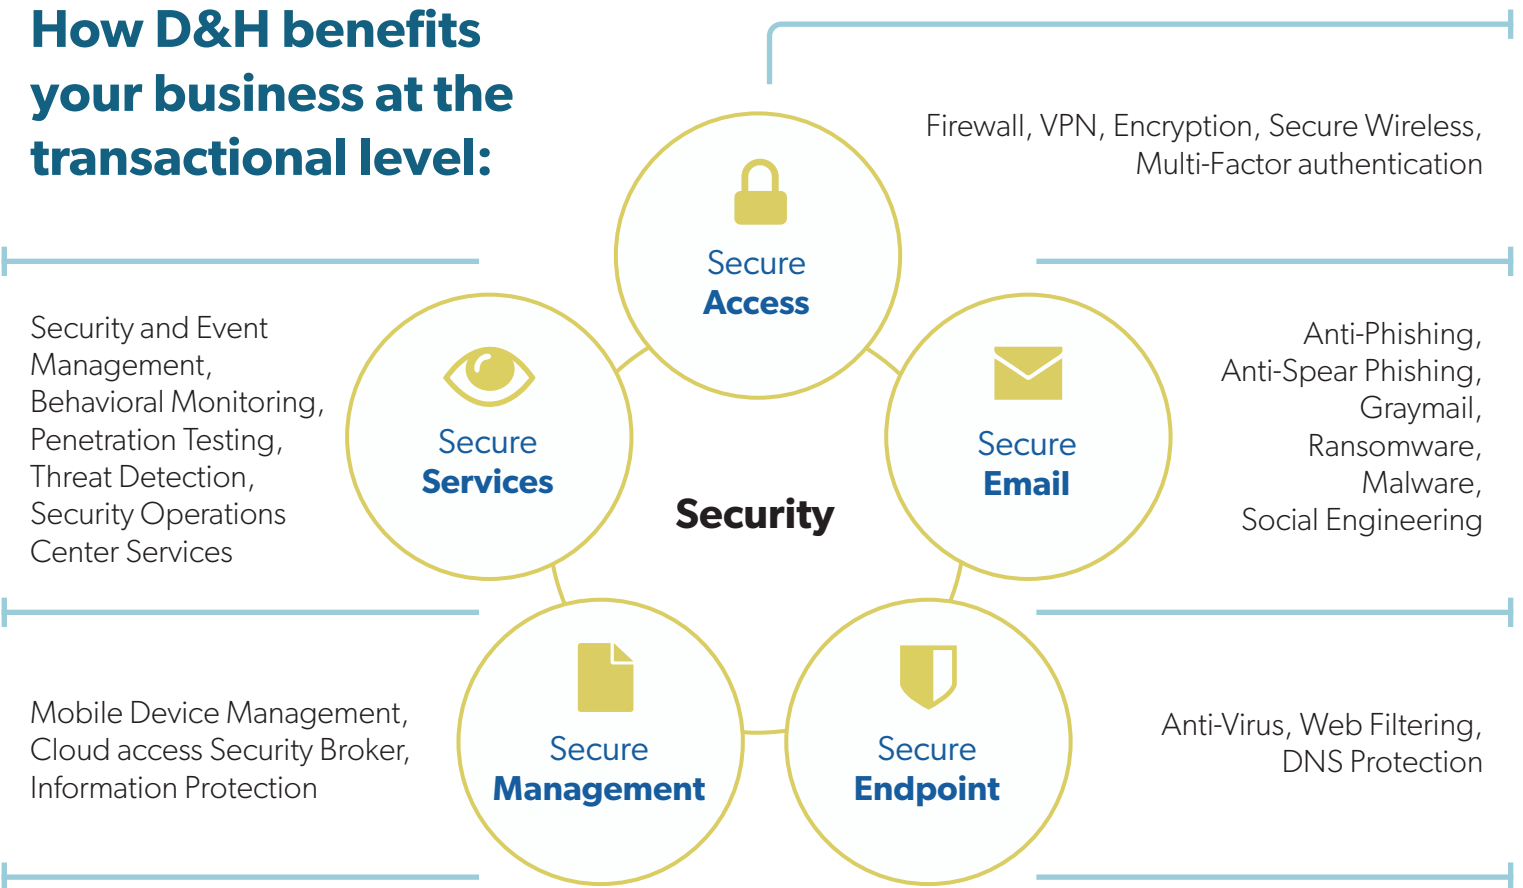 How D&H benefits
your business at the
transactional level:
Firewall, VPN, Encryption, Secure Wireless,
Multi-Factor authentication
Secure
Access
Security and Event
Management,
Behavioral Monitoring,
Penetration Testing,
Threat Detection,
Security Operations
Center Services
Secure
Services
Security
Secure
Email
Anti-Phishing,
Anti-Spear Phishing,
Graymail,
Ransomware,
Malware,
Social Engineering
Mobile Device Management,
Cloud access Security Broker,
Information Protection
Secure
Management
Secure
Endpoint
Anti-Virus, Web Filtering,
DNS Protection